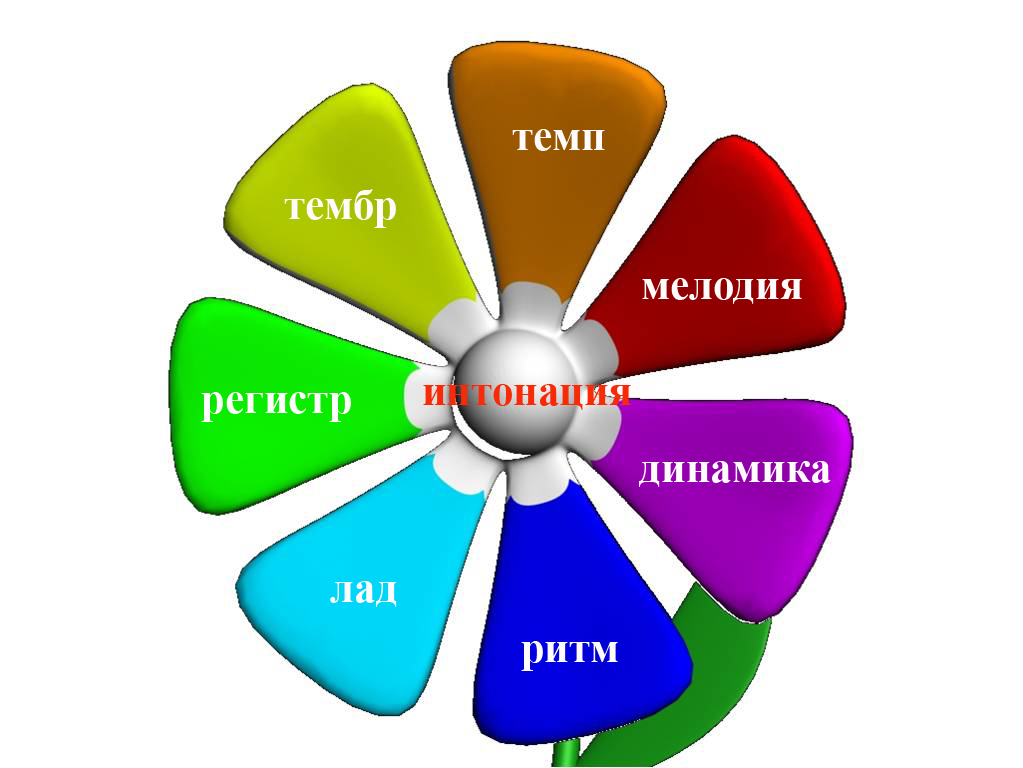 темп
тембр
мелодия
регистр
интонация
динамика
лад
ритм